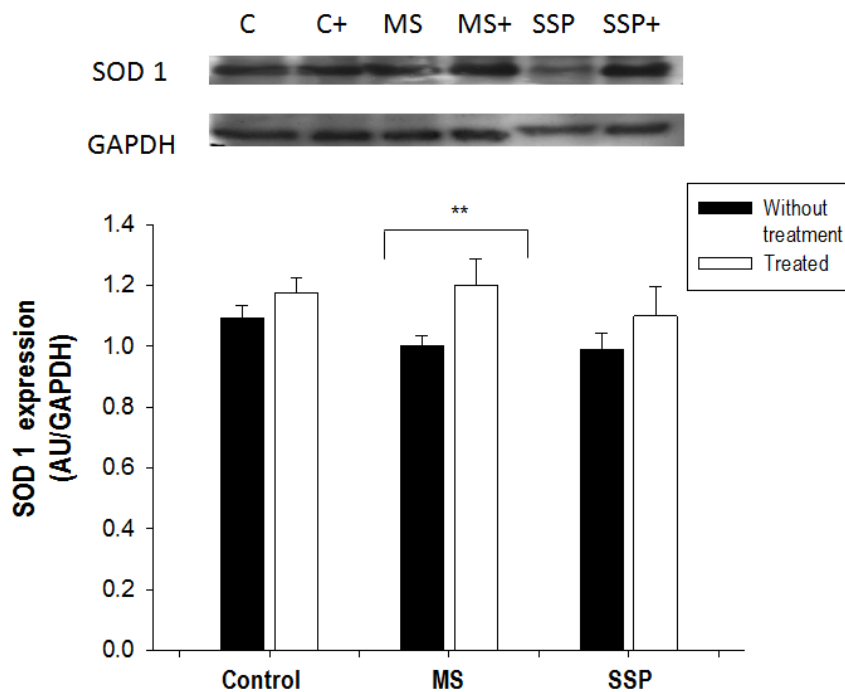 C C+ MS MS+ SSP SSP+
SOD 1
GAPDH
Without
treatment
Treated
**
1.4
1.2
1.0
0.8
0.6
0.4
0.2
0.0
SOD 1 expression
(AU/GAPDH)
Control MS SSP